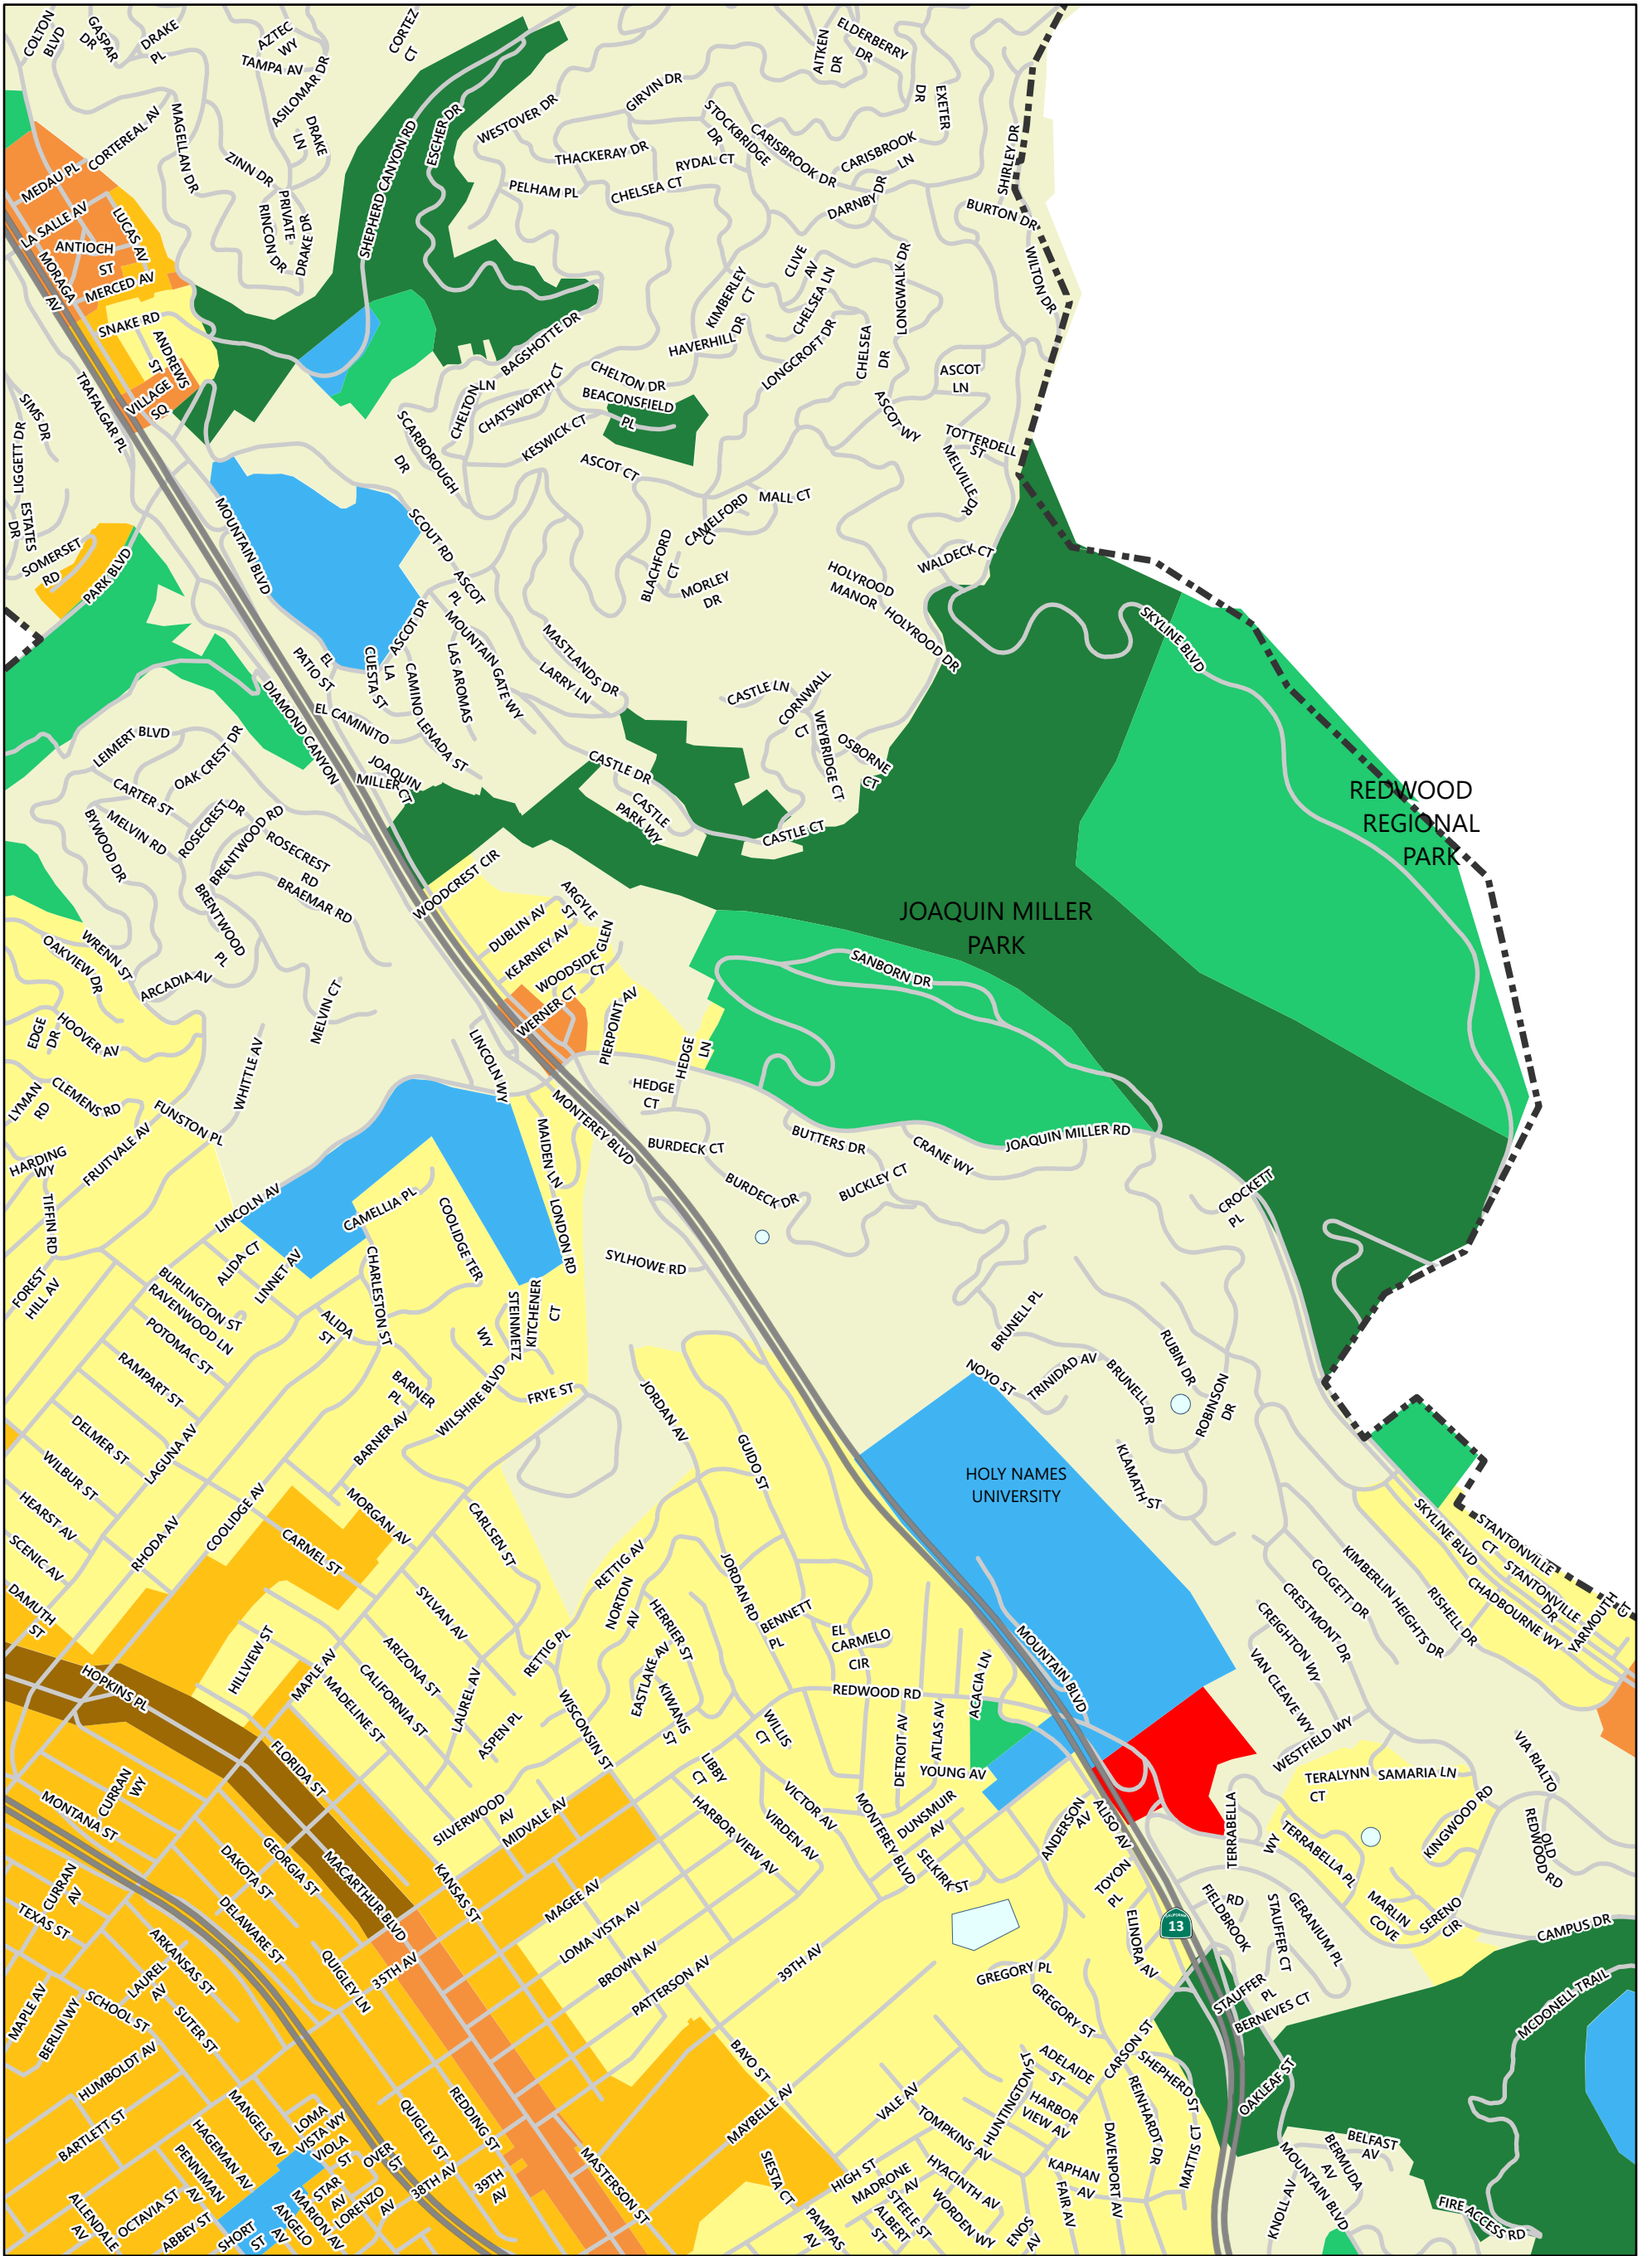 COLTON
BLVD
GASPAR
DR
DRAKE
PL
AZTEC
WY
TAMPA AV
ASILOMAR DR
CORTEZ
CT
AITKEN
DR
ELDERBERRY
DR
EXETER
DR
GIRVIN DR
WESTOVER DR
STOCKBRIDGE
DR
CARISBROOK DR
CARISBROOK
LN
THACKERAY DR
RYDAL CT
PELHAM PL
CHELSEA CT
DARNBY DR
SHIRLEY DR
BURTON DR
WILTON DR
MEDAU PL
CORTEREAL AV
MAGELLAN DR
DRAKE
LN
ZINN DR
PRIVATE
RINCON DR
DRAKE DR
SHEPHERD CANYON RD
ESCHER DR
LA SALLE AV
LUCAS AV
ANTIOCH
ST
MORAGA
AV
MERCED AV
SNAKE RD
ANDREWS
ST
VILLAGE
SQ
TRAFALGAR PL
SIMS DR
LIGGETT DR
ESTATES
DR
SOMERSET
RD
PARK BLVD
MOUNTAIN BLVD
CLIVE
AV
KIMBERLEY
CT
CHELSEA LN
LONGWALK DR
HAVERHILL DR
LONGCROFT DR
CHELSEA
DR
BAGSHOTTE DR
CHELTON DR
BEACONSFIELD
PL
CHELTON
LN
CHATSWORTH CT
KESWICK CT
ASCOT CT
SCARBOROUGH
DR
ASCOT
LN
ASCOT WY
TOTTERDELL
ST
MELVILLE
DR
MALL CT
CAMELFORD
CT
BLACHFORD
CT
MORLEY
DR
WALDECK CT
HOLYROOD
MANOR
HOLYROOD DR
SCOUT RD
ASCOT
PL
ASCOT DR
MOUNTAIN GATE WY
MASTLANDS DR
LARRY LN
LAS AROMAS
EL
PATIO ST
LA
CUESTA ST
CAMINO LENADA ST
EL CAMINITO
JOAQUIN
MILLER CT
DIAMOND CANYON
SKYLINE BLVD
CASTLE LN
CORNWALL
CT
WEYBRIDGE CT
OSBORNE
CT
CASTLE DR
CASTLE
PARK WY
CASTLE CT
REDWOOD
REGIONAL
PARK
JOAQUIN MILLER
PARK
LEIMERT BLVD
OAK CREST DR
CARTER ST
MELVIN RD
BYWOOD DR
ROSECREST
DR
BRENTWOOD RD
ROSECREST
RD
BRAEMAR RD
BRENTWOOD
PL
OAKVIEW DR
WRENN ST
ARCADIA AV
MELVIN CT
WOODCREST CIR
ARGYLE
ST
DUBLIN AV
KEARNEY AV
WOODSIDE GLEN
CT
WERNER CT
PIERPOINT AV
HEDGE
LN
HEDGE
CT
SANBORN DR
EDGE
DR
HOOVER AV
LYMAN
RD
CLEMENS RD
HARDING
WY
FUNSTON PL
FRUITVALE AV
WHITTLE AV
TIFFIN RD
LINCOLN WY
MONTEREY BLVD
MAIDEN LN
LONDON RD
BURDECK CT
BURDECK DR
BUTTERS DR
BUCKLEY CT
CRANE WY
JOAQUIN MILLER RD
CROCKETT
PL
LINCOLN AV
CAMELLIA PL
COOLIDGE TER
ALIDA CT
LINNET AV
CHARLESTON ST
SYLHOWE RD
FOREST
HILL AV
BURLINGTON ST
RAVENWOOD LN
POTOMAC ST
ALIDA
ST
STEINMETZ
WY
KITCHENER
CT
RAMPART ST
DELMER ST
WILBUR ST
HEARST AV
SCENIC AV
DAMUTH
ST
LAGUNA AV
RHODA AV
COOLIDGE AV
BARNER
PL
BARNER AV
WILSHIRE BLVD
FRYE ST
MORGAN AV
CARMEL ST
CARLSEN ST
JORDAN AV
GUIDO ST
BRUNELL PL
NOYO ST
TRINIDAD AV
BRUNELL DR
RUBIN DR
ROBINSON
DR
KLAMATH ST
HOLY NAMES
UNIVERSITY
SYLVAN AV
RETTIG AV
NORTON
AV
JORDAN RD
BENNETT
PL
HERRIER ST
EASTLAKE AV
KIWANIS
ST
RETTIG PL
ARIZONA ST
CALIFORNIA ST
LAUREL AV
ASPEN PL
HILLVIEW ST
MAPLE AV
MADELINE ST
WISCONSIN ST
EL
CARMELO
CIR
REDWOOD RD
ACACIA LN
MOUNTAIN BLVD
SKYLINE BLVD
STANTONVILLE
CT
STANTONVILLE
DR
CHADBOURNE WY
YARMOUTH
CT
RISHELL DR
KIMBERLIN HEIGHTS DR
COLGETT DR
CRESTMONT DR
CREIGHTON WY
VAN CLEAVE WY
WESTFIELD WY
HOPKINS PL
FLORIDA ST
CURRAN
WY
MONTANA ST
CURRAN
AV
TEXAS ST
DAKOTA ST
GEORGIA ST
DELAWARE ST
MACARTHUR BLVD
KANSAS ST
SILVERWOOD
AV
MIDVALE AV
LIBBY
CT
WILLIS
CT
HARBOR VIEW AV
VICTOR AV
VIRDEN AV
MONTEREY BLVD
DETROIT AV
ATLAS AV
YOUNG AV
DUNSMUIR
AV
SELKIRK ST
ANDERSON
AV
ALISO AV
TOYON
PL
ELINORA AV
TERRABELLA
WY
TERALYNN
CT
SAMARIA LN
VIA RIALTO
KINGWOOD RD
OLD
REDWOOD RD
TERRABELLA PL
MARLIN
COVE
SERENO
CIR
CAMPUS DR
FIELDBROOK
RD
STAUFFER CT
GERANIUM PL
CALIFORNIA
13
STAUFFER
PL
BERNEVES CT
MCDONELL TRAIL
MAGEE AV
LOMA VISTA AV
BROWN AV
PATTERSON AV
39TH AV
GREGORY PL
GREGORY ST
ARKANSAS ST
LAUREL
AV
SUTER ST
SCHOOL ST
MAPLE AV
BERLIN WY
QUIGLEY LN
35TH AV
HUMBOLDT AV
BARTLETT ST
MANGELS AV
HAGEMAN AV
PENNIMAN
AV
OCTAVIA ST
ALLENDALE
AV
ABBEY ST
SHORT
ST
LOMA
VISTA WY
VIOLA
ST
OVER
ST
STAR
AV
LORENZO
AV
MARION AV
ANGELO
AV
38TH AV
QUIGLEY ST
REDDING ST
39TH
AV
MASTERSON ST
BAYO ST
MAYBELLE AV
SIESTA CT
PAMPAS
AV
HIGH ST
MADRONE
AV
STEELE ST
ALBERT
ST
VALE AV
TOMPKINS AV
HYACINTH AV
WORDEN WY
ENOS
AV
HUNTINGTON
ST
ADELAIDE
ST
HARBOR
VIEW AV
CARSON ST
SHEPHERD ST
REINHARDT DR
KAPHAN
AV
FAIR AV
DAVENPORT AV
MATTIS CT
OAKLEAF ST
MOUNTAIN BLVD
KNOLL AV
BERMUDA
AV
BELFAST
AV
FIRE ACCESS RD